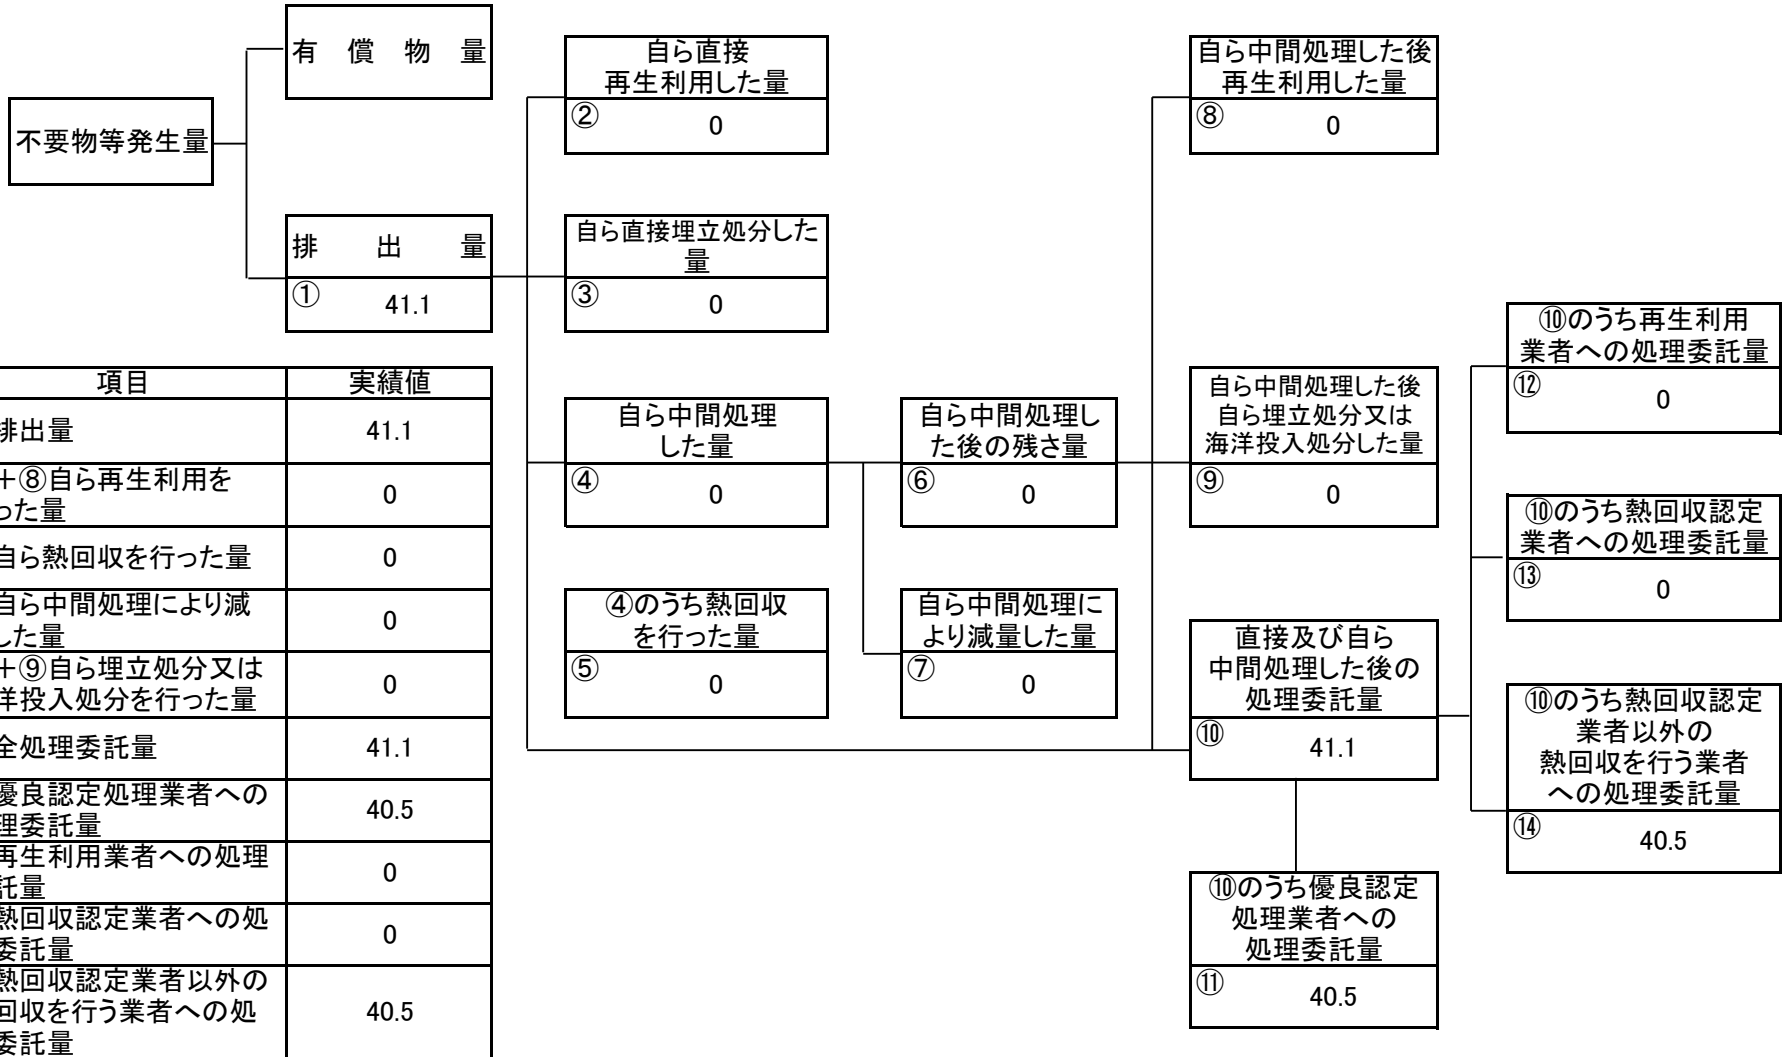 有　償　物　量
不要物等発生量
排　出　量
① 41.1
自ら直接
再生利用した量
② 0
自ら直接埋立処分した
量
③ 0
自ら中間処理
した量
④ 0
④のうち熱回収
を行った量
⑤ 0
自ら中間処理し
た後の残さ量
⑥ 0
自ら中間処理に
より減量した量
⑦ 0
自ら中間処理した後
再生利用した量
⑧ 0
自ら中間処理した後
自ら埋立処分又は
海洋投入処分した量
⑨ 0
直接及び自ら
中間処理した後の
処理委託量
⑩ 41.1
⑩のうち優良認定
処理業者への
処理委託量
⑪ 40.5
⑩のうち再生利用
業者への処理委託量
⑫ 0
⑩のうち熱回収認定
業者への処理委託量
⑬ 0
⑩のうち熱回収認定
業者以外の
熱回収を行う業者
への処理委託量
⑭ 40.5
項目 実績値
排出量 41.1
＋⑧自ら再生利用を
った量 0
自ら熱回収を行った量 0
自ら中間処理により減
した量 0
＋⑨自ら埋立処分又は
洋投入処分を行った量 0
全処理委託量 41.1
優良認定処理業者への
理委託量 40.5
再生利用業者への処理
託量 0
熱回収認定業者への処
委託量 0
熱回収認定業者以外の
回収を行う業者への処
委託量 40.5